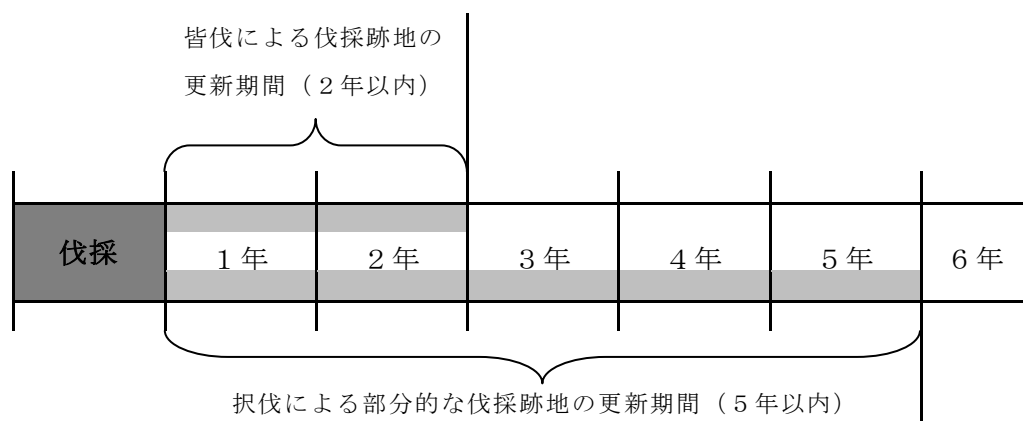 皆伐による伐採跡地の
更新期間（２年以内）
伐採 １年 ２年 ３年 ４年 ５年 ６年
択伐による部分的な伐採跡地の更新期間（５年以内）